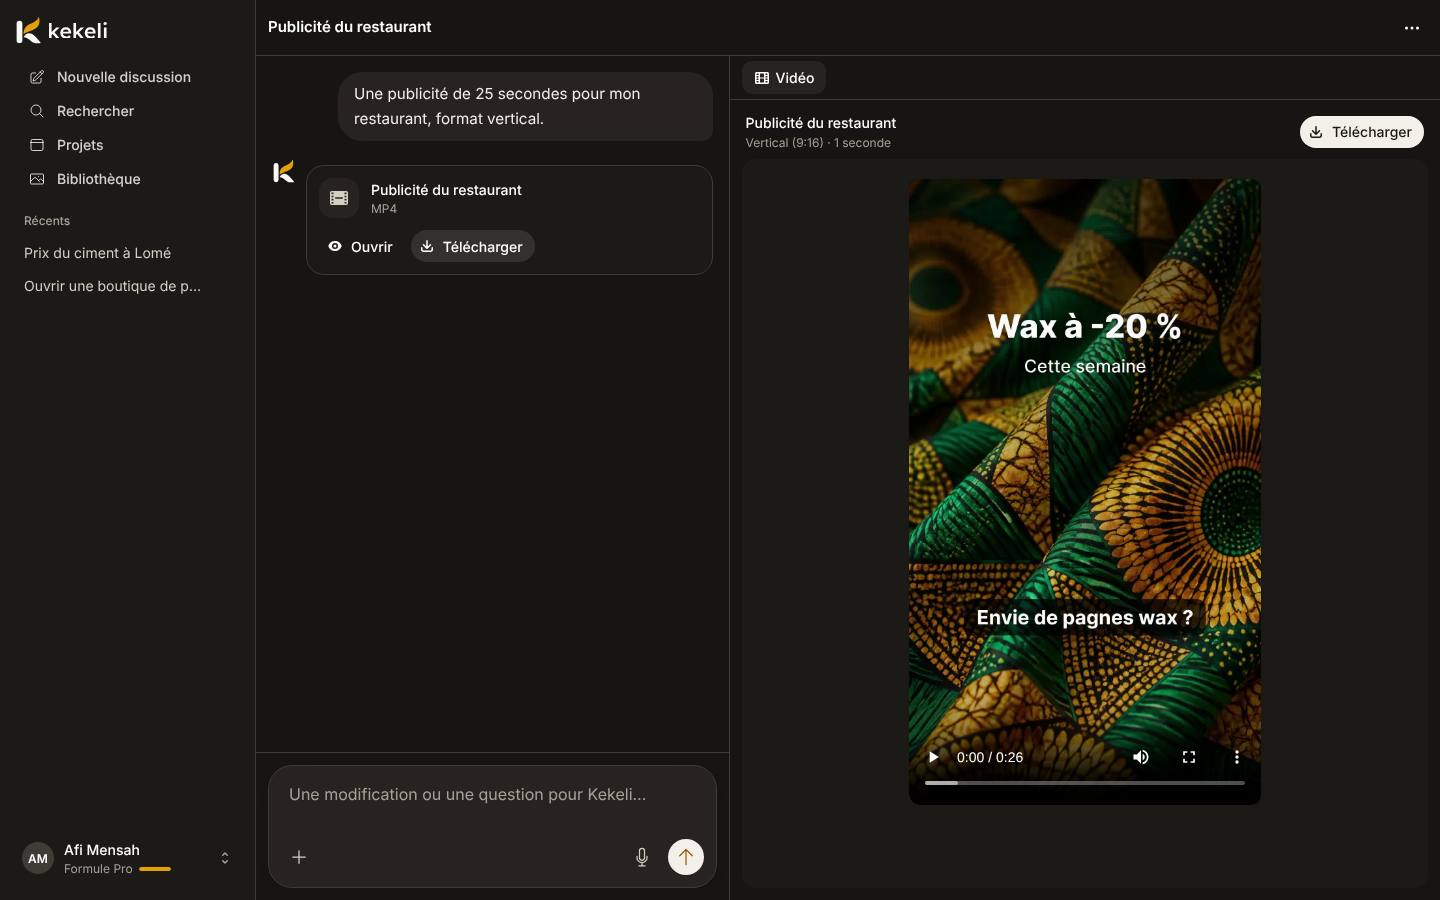 kekeli
Nouvelle discussion
Rechercher
Projets
Bibliothèque
Récents
Prix du ciment à Lomé
Ouvrir une boutique de p...
AM
Afi Mensah
Formule Pro
Publicité du restaurant
Une publicité de 25 secondes pour mon
restaurant, format vertical.
Publicité du restaurant
MP4
Ouvrir
Télécharger
Une modification ou une question pour Kekeli...
Vidéo
Publicité du restaurant
Vertical (9:16) · 1 seconde
Télécharger
Wax à -20 %
Cette semaine
Envie de pagnes wax ?
0:00 / 0:26